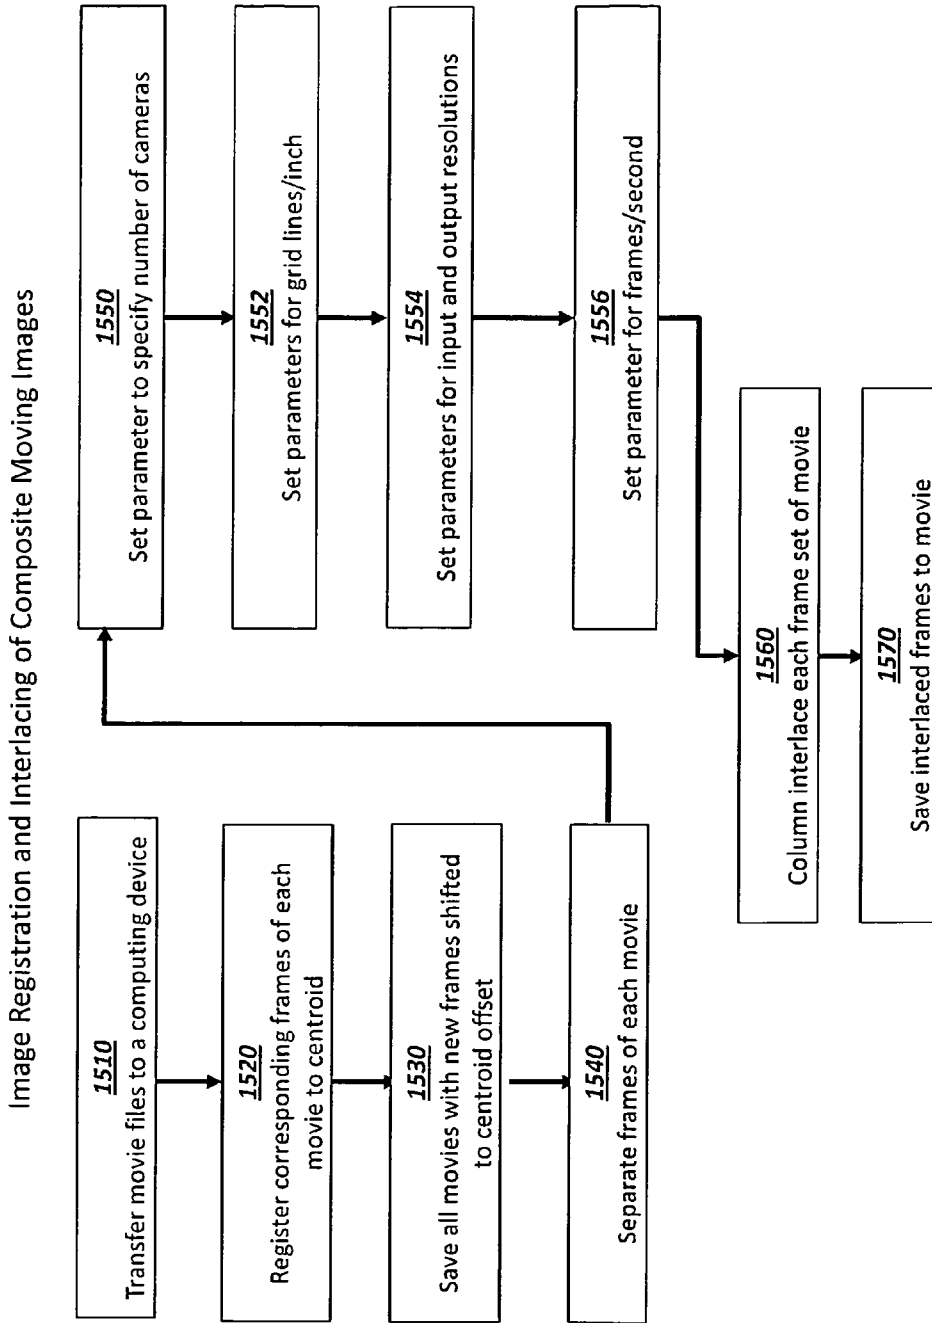 Image Registration and Interlacing of Composite Moving Images
1510
Transfer movie files to a computing device
1520
Register corresponding frames of each
movie to centroid
1530
Save all movies with new frames shifted
to centroid offset
1540
Separate frames of each movie
1550
Set parameter to specify number of cameras
1552
Set parameters for grid lines/inch
1554
Set parameters for input and output resolutions
1556
Set parameter for frames/second
1560
Column interlace each frame set of movie
1570
Save interlaced frames to movie